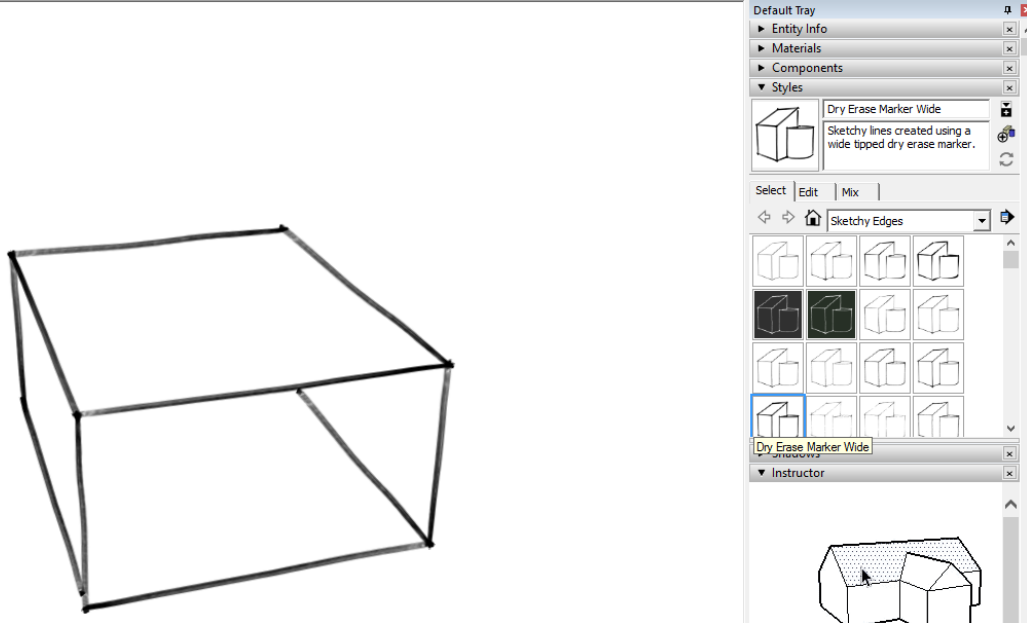 Default Tray
Entity Info
Materials
Components
Styles
Dry Erase Marker Wide
Sketchy lines created using a
wide tipped dry erase marker.
Select Edit Mix
Sketchy Edges
Dry Erase Marker Wide
Shadows
Instructor